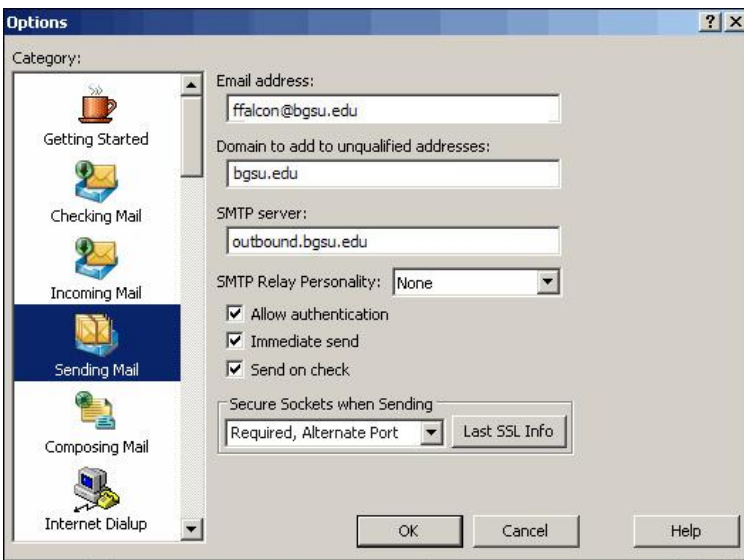 Options
Category:
Getting Started
Checking Mail
Incoming Mail
Sending Mail
Composing Mail
Internet Dialup
Email address:
ffalcon@bgsu.edu
Domain to add to unqualified addresses:
bgsu.edu
SMTP server:
outbound.bgsu.edu
SMTP Relay Personality: None
Allow authentication
Immediate send
Send on check
Secure Sockets when Sending
Required, Alternate Port Last SSL Info
OK Cancel Help